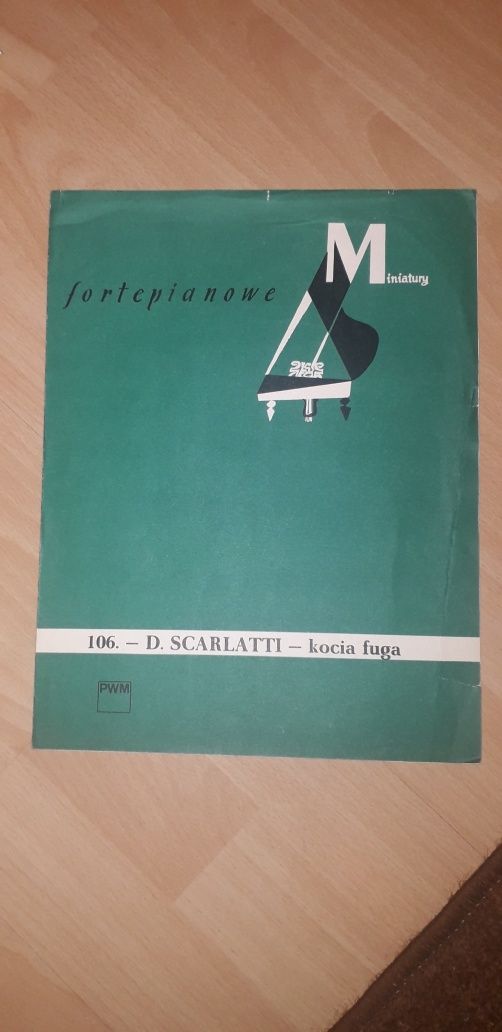 Miniatury
fortepianowe
106. — D. SCARLATTI — kocia fuga
PWM